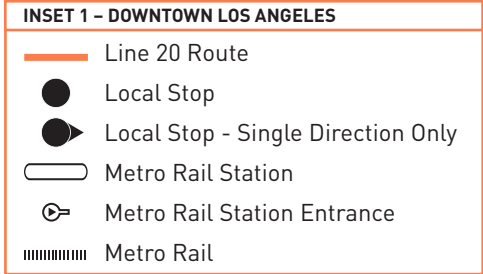 INSET 1 – DOWNTOWN LOS ANGELES
Line 20 Route
Local Stop
Local Stop - Single Direction Only
Metro Rail Station
Metro Rail Station Entrance
Metro Rail